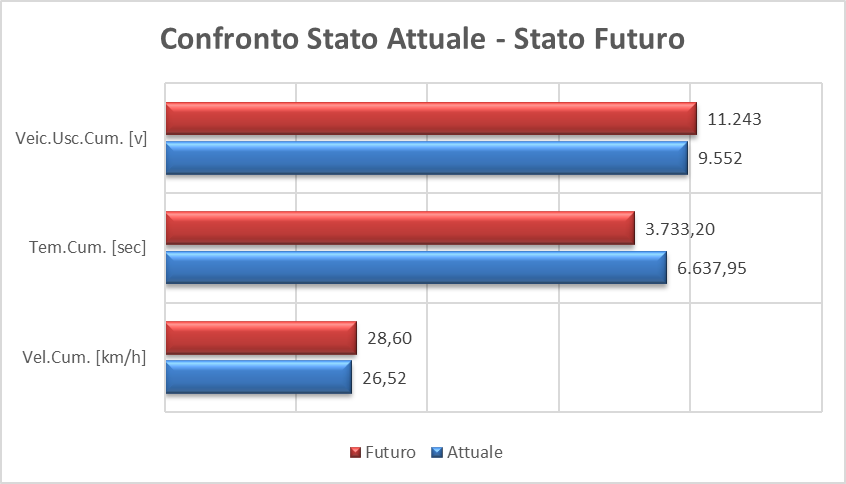 Confronto Stato Attuale - Stato Futuro
Veic.Usc.Cum. [v]
11.243
9.552
Tem.Cum. [sec]
3.733,20
6.637,95
Vel.Cum. [km/h]
28,60
26,52
Futuro Attuale